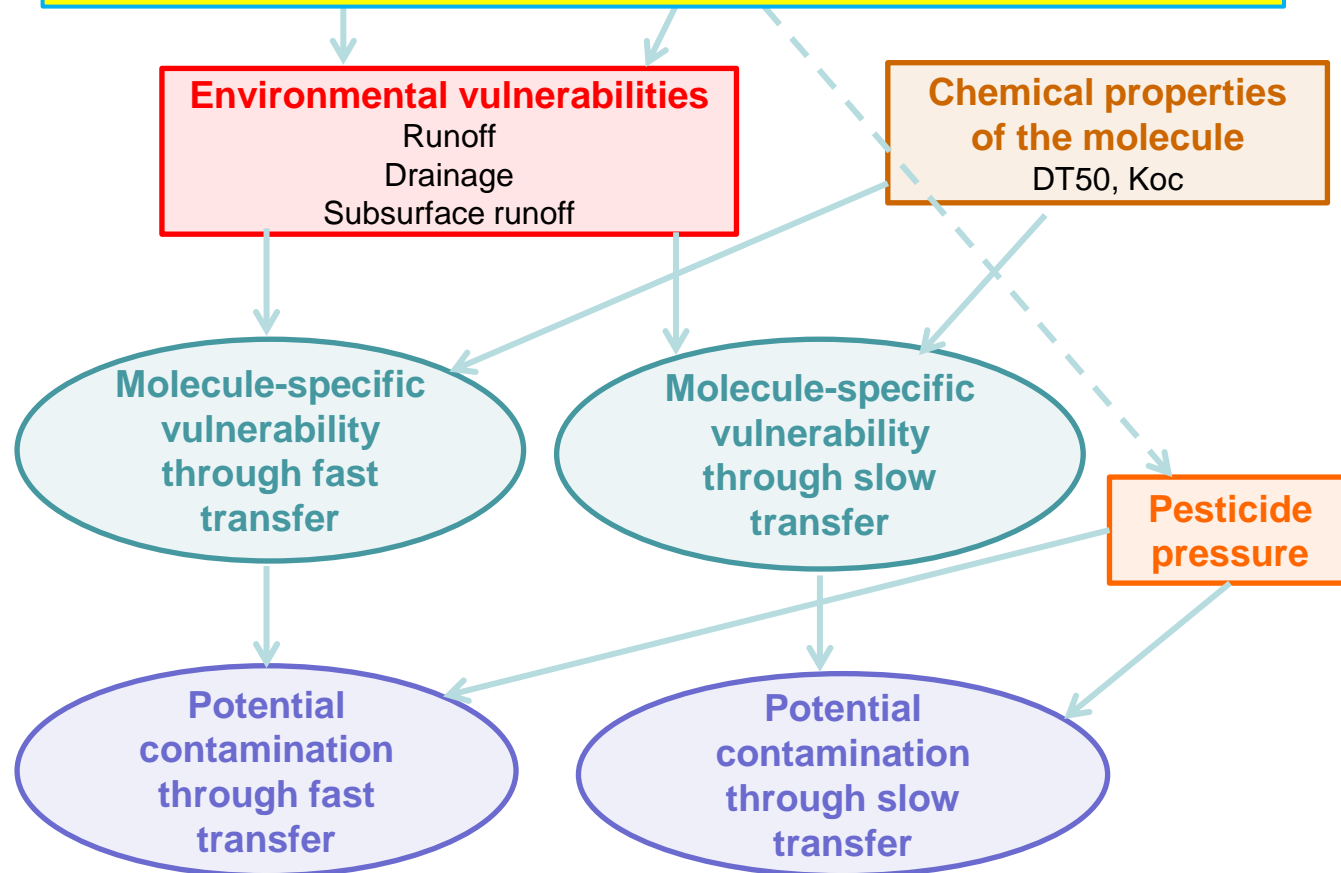 Environmental vulnerabilities
Runoff
Drainage
Subsurface runoff
Chemical properties
of the molecule
DT50, Koc
Molecule-specific
vulnerability
through fast
transfer
Molecule-specific
vulnerability
through slow
transfer
Pesticide
pressure
Potential
contamination
through fast
transfer
Potential
contamination
through slow
transfer